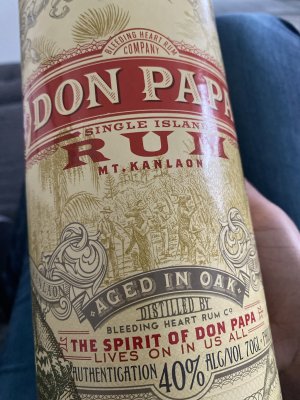 BLEEDING HEART RUM
COMPANY
DON PAPA
SINGLE ISLAND
RUM
MT. KANLAON
AGED IN OAK
DISTILLED BY
BLEEDING HEART RUM Co
THE SPIRIT OF DON PAPA
LIVES ON IN US ALL
AUTHENTICATION 40% ALC/VOL 70CL